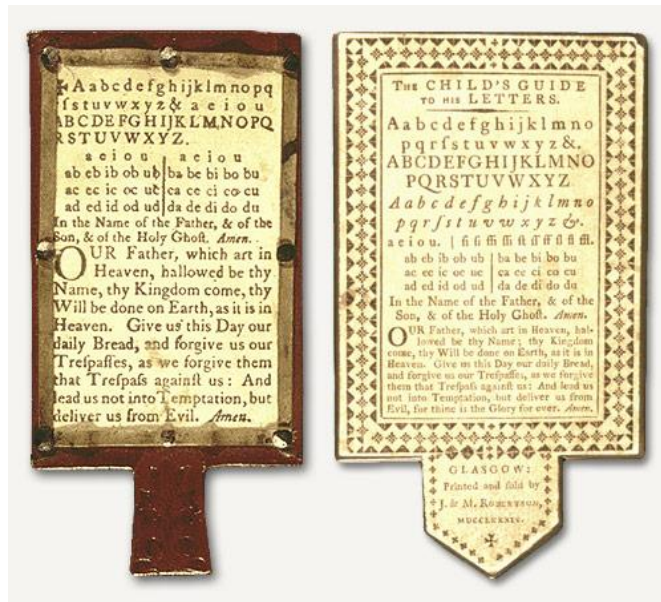 ✠Aabcdefghijklmnopq
rſstuvwxyz& a e i o u
ABCDEFGHIJKLMNOPQ
RSTUVWXYZ.
a e i o u | a e i o u
ab eb ib ob ub | ba be bi bo bu
ac ec ic oc uc | ca ce ci co cu
ad ed id od ud | da de di do du
In the Name of the Father, & of the
Son, & of the Holy Ghoſt. Amen.
OUR Father, which art in
Heaven, hallowed be thy
Name, thy Kingdom come, thy
Will be done on Earth, as it is in
Heaven. Give us this Day our
daily Bread, and forgive us our
Treſpaſſes, as we forgive them
that Treſpaſs againſt us: And
lead us not into Temptation, but
deliver us from Evil. Amen.
THE CHILD'S GUIDE
TO HIS LETTERS.
Aabcdefghijklmno
pqrſstuvwxyz&.
ABCDEFGHIJKLMNO
PQRSTUVWXYZ
Aabcdefghijklmno
pqrſstuvwxyz&.
a e i o u. |
ab eb ib ob ub | ba be bi bo bu
ac ec ic oc uc | ca ce ci co cu
ad ed id od ud | da de di do du
In the Name of the Father, & of the
Son, & of the Holy Ghoſt. Amen.
OUR Father, which art in Heaven, hal-
lowed be thy Name; thy Kingdom
come, thy Will be done on Earth, as it is in
Heaven. Give us this Day our daily Bread,
and forgive us our Treſpaſſes, as we forgive
them that Treſpaſs againſt us: And lead us
not into Temptation, but deliver us from
Evil, for thine is the Glory for ever. Amen.
GLASGOW:
Printed and ſold by
J. & M. ROBERTSON,
MDCCLXXXIX.